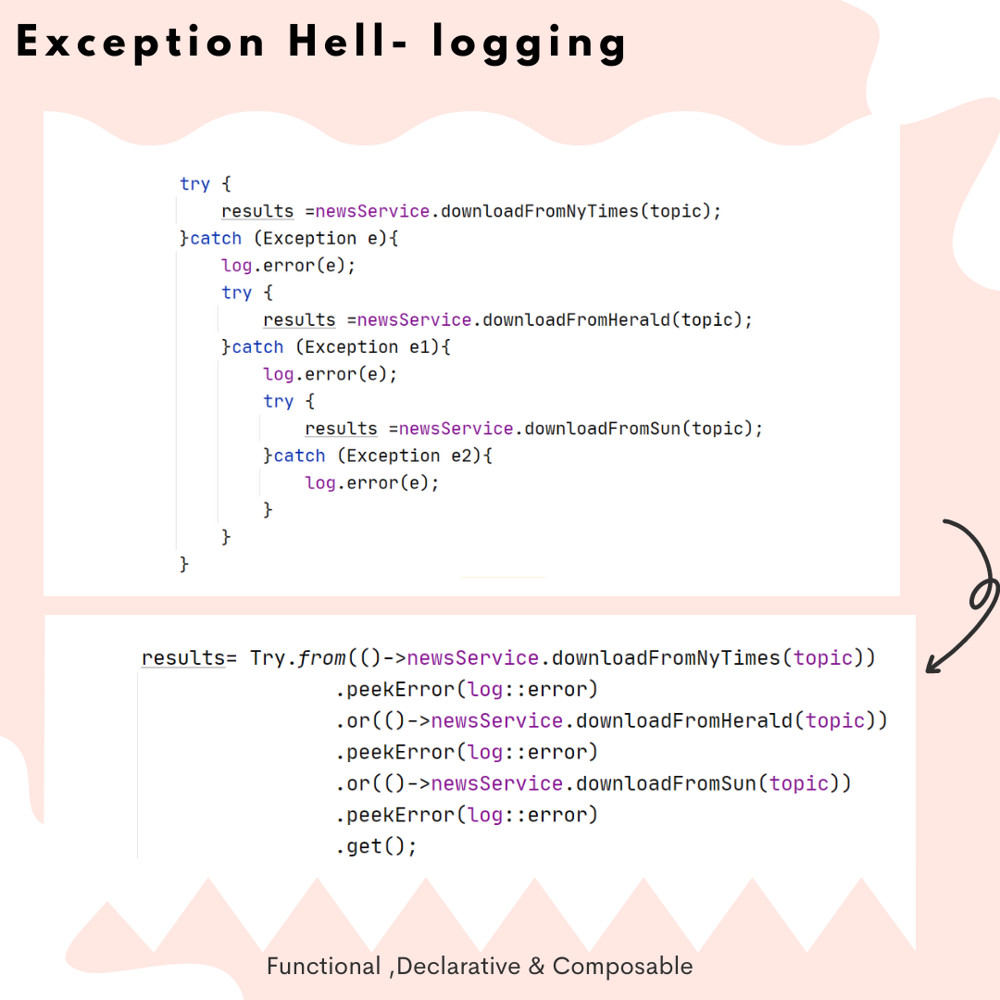 Exception Hell- logging
try {
    results =newsService.downloadFromNyTimes(topic);
}catch (Exception e){
    log.error(e);
    try {
        results =newsService.downloadFromHerald(topic);
    }catch (Exception e1){
        log.error(e);
        try {
            results =newsService.downloadFromSun(topic);
        }catch (Exception e2){
            log.error(e);
        }
    }
}
results= Try.from(()->newsService.downloadFromNyTimes(topic))
.peekError(log::error)
.or(()->newsService.downloadFromHerald(topic))
.peekError(log::error)
.or(()->newsService.downloadFromSun(topic))
.peekError(log::error)
.get();
Functional ,Declarative & Composable